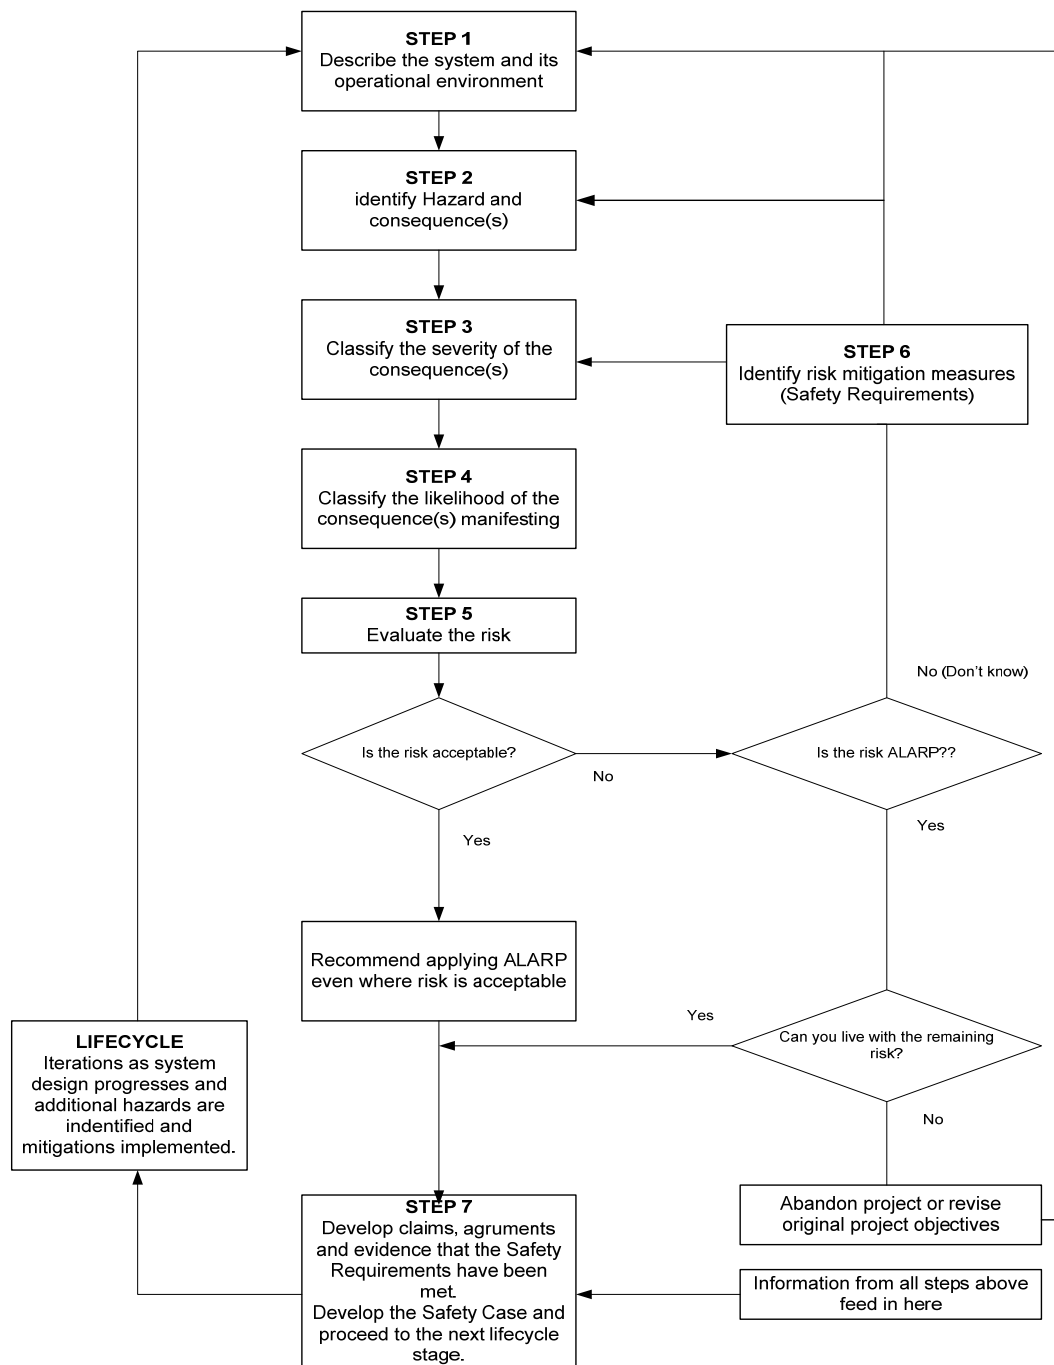 STEP 1
Describe the system and its
operational environment
STEP 2
identify Hazard and
consequence(s)
STEP 3
Classify the severity of the
consequence(s)
STEP 6
Identify risk mitigation measures
(Safety Requirements)
STEP 4
Classify the likelihood of the
consequence(s) manifesting
STEP 5
Evaluate the risk
No (Don't know)
Is the risk acceptable?
No
Is the risk ALARP??
Yes
Yes
Recommend applying ALARP
even where risk is acceptable
Yes
Can you live with the remaining
risk?
No
LIFECYCLE
Iterations as system
design progresses and
additional hazards are
indentified and
mitigations implemented.
STEP 7
Develop claims, agruments
and evidence that the Safety
Requirements have been
met.
Develop the Safety Case and
proceed to the next lifecycle
stage.
Abandon project or revise
original project objectives
Information from all steps above
feed in here